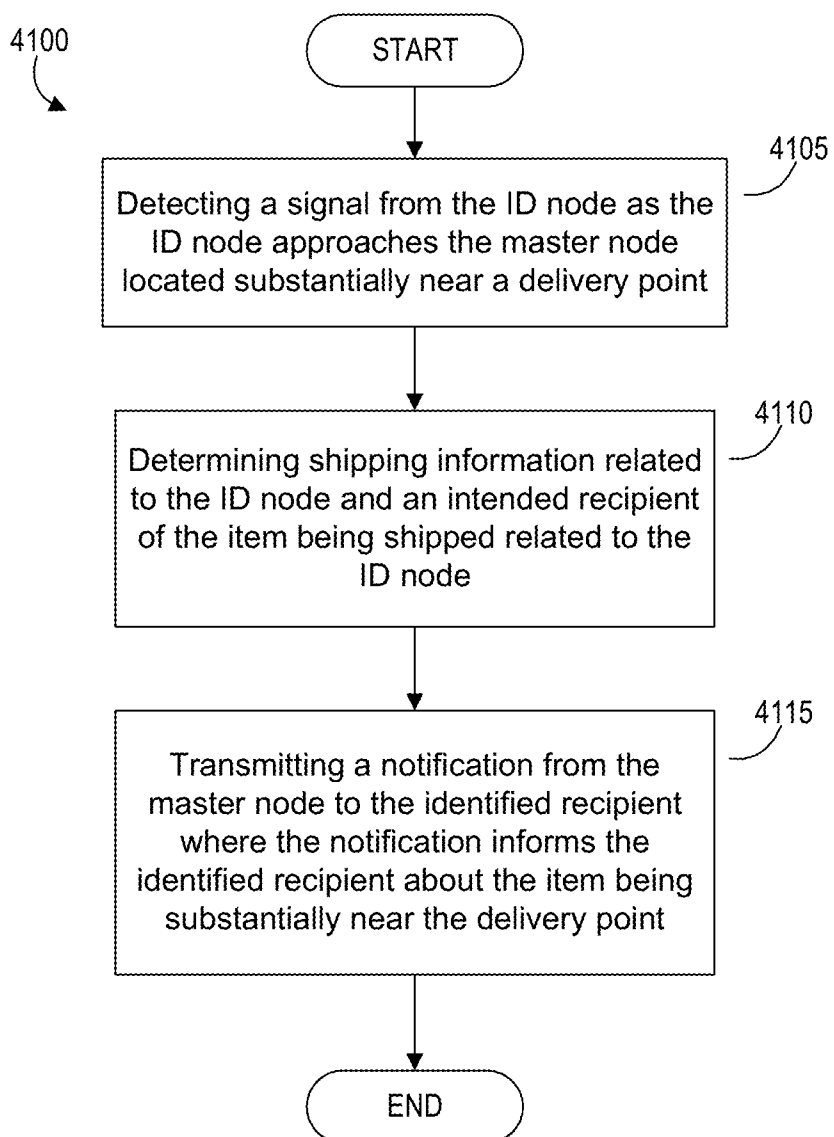 4100
START
4105
Detecting a signal from the ID node as the
ID node approaches the master node
located substantially near a delivery point
4110
Determining shipping information related
to the ID node and an intended recipient
of the item being shipped related to the
ID node
4115
Transmitting a notification from the
master node to the identified recipient
where the notification informs the
identified recipient about the item being
substantially near the delivery point
END